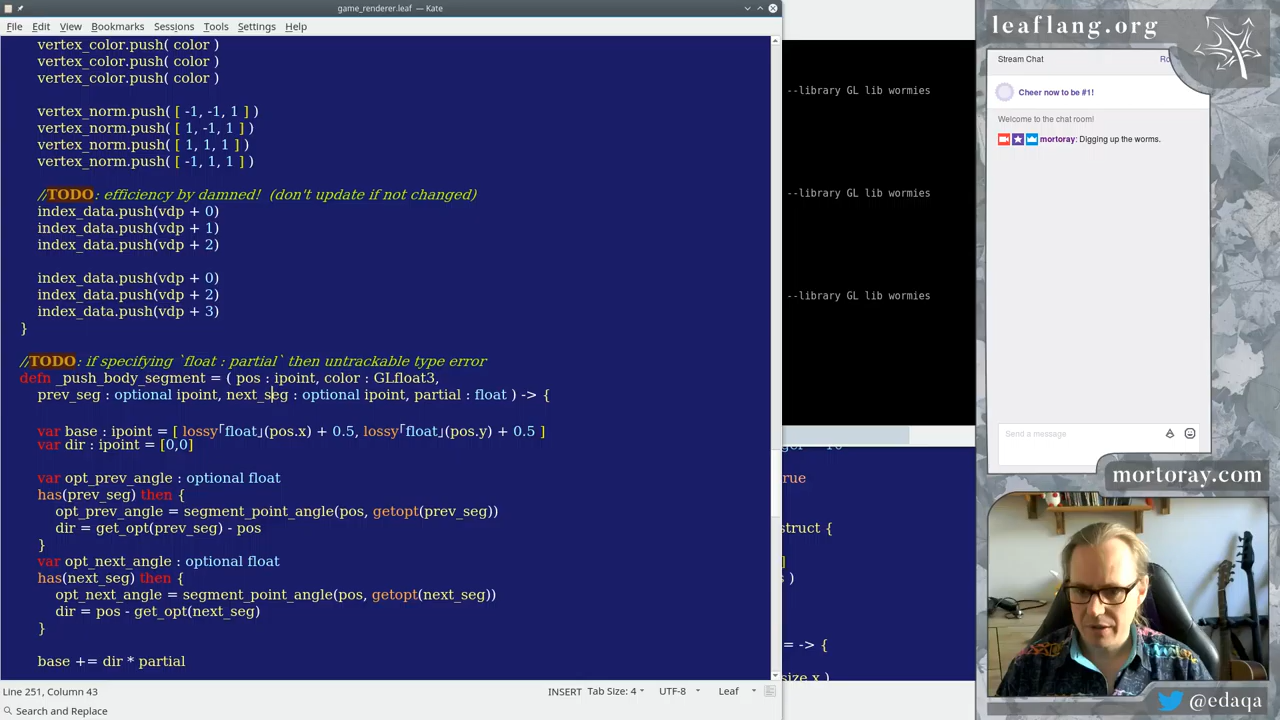 game_renderer.leaf — Kate
File Edit View Bookmarks Sessions Tools Settings Help
vertex_color.push( color )
vertex_color.push( color )
vertex_color.push( color )
vertex_norm.push( [ -1, -1, 1 ] )
vertex_norm.push( [ 1, -1, 1 ] )
vertex_norm.push( [ 1, 1, 1 ] )
vertex_norm.push( [ -1, 1, 1 ] )
//TODO: efficiency by damned!  (don't update if not changed)
index_data.push(vdp + 0)
index_data.push(vdp + 1)
index_data.push(vdp + 2)
index_data.push(vdp + 0)
index_data.push(vdp + 2)
index_data.push(vdp + 3)
}
//TODO: if specifying `float : partial` then untrackable type error
defn _push_body_segment = ( pos : ipoint, color : GLfloat3,
prev_seg : optional ipoint, next_seg : optional ipoint, partial : float ) -> {
var base : ipoint = [ lossy「float」(pos.x) + 0.5, lossy「float」(pos.y) + 0.5 ]
var dir : ipoint = [0,0]
var opt_prev_angle : optional float
has(prev_seg) then {
opt_prev_angle = segment_point_angle(pos, getopt(prev_seg))
dir = get_opt(prev_seg) - pos
}
var opt_next_angle : optional float
has(next_seg) then {
opt_next_angle = segment_point_angle(pos, getopt(next_seg))
dir = pos - get_opt(next_seg)
}
base += dir * partial
Line 251, Column 43
INSERT
Tab Size: 4
UTF-8
Leaf
Search and Replace
--library GL lib wormies
--library GL lib wormies
--library GL lib wormies
rue
struct {
]
s )
= -> {
size.x )
leaflang.org
Stream Chat
Ro
Cheer now to be #1!
Welcome to the chat room!
mortoray: Digging up the worms.
Send a message
mortoray.com
@edaqa